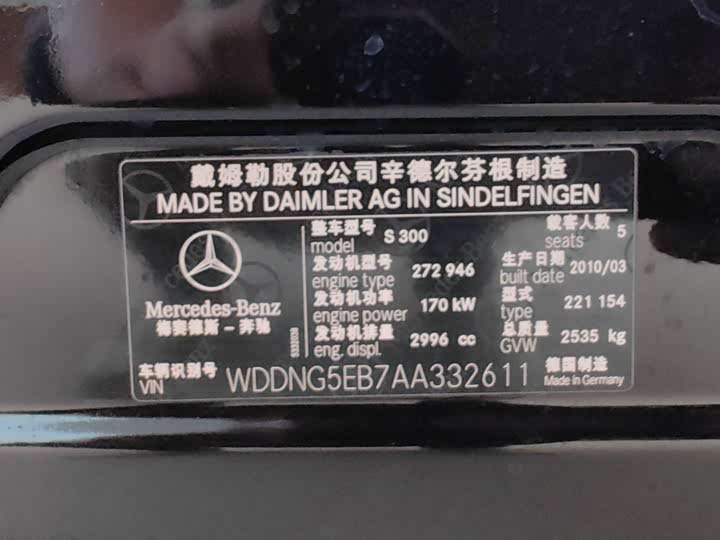 戴姆勒股份公司辛德尔芬根制造
MADE BY DAIMLER AG IN SINDELFINGEN
Mercedes-Benz
梅赛德斯-奔驰
5332038
整车型号
model S 300
载客人数
seats 5
发动机型号
engine type 272 946
生产日期
built date 2010/03
发动机功率
engine power 170 kW
型式
type 221 154
发动机排量
eng. displ. 2996 cc
总质量
GVW 2535 kg
车辆识别号
VIN WDDNG5EB7AA332611
德国制造
Made in Germany